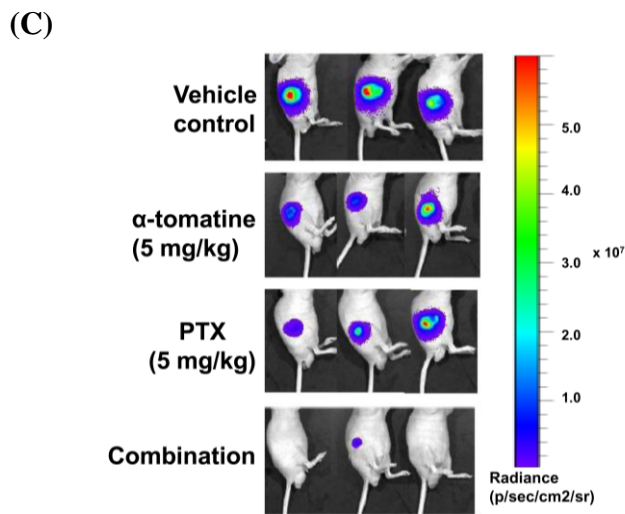 (C)
Vehicle
control
α-tomatine
(5 mg/kg)
PTX
(5 mg/kg)
Combination
5.0
4.0
3.0
x 10⁷
2.0
1.0
Radiance
(p/sec/cm2/sr)